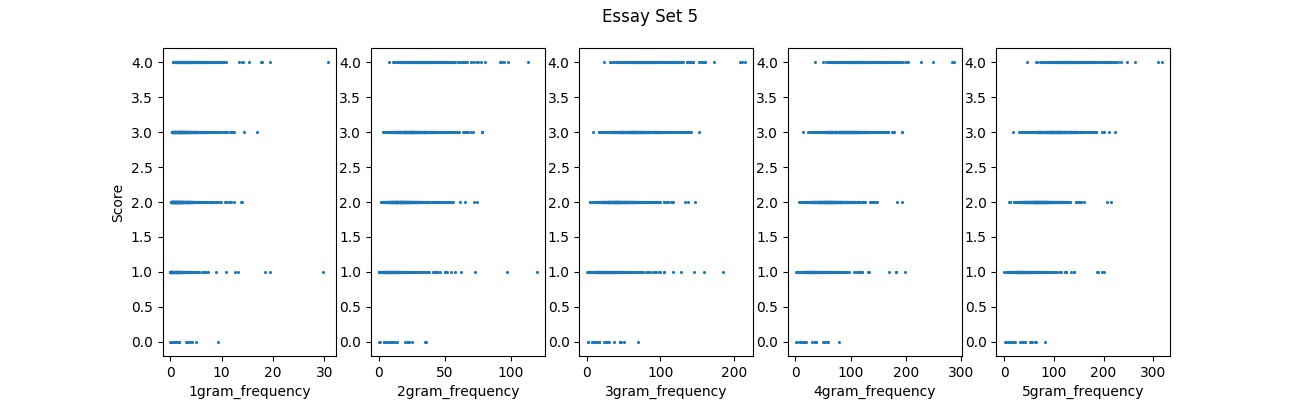 Essay Set 5
Score
4.0 4.0 4.0 4.0 4.0
3.5 3.5 3.5 3.5 3.5
3.0 3.0 3.0 3.0 3.0
2.5 2.5 2.5 2.5 2.5
2.0 2.0 2.0 2.0 2.0
1.5 1.5 1.5 1.5 1.5
1.0 1.0 1.0 1.0 1.0
0.5 0.5 0.5 0.5 0.5
0.0 0.0 0.0 0.0 0.0
0 10 20 30 0 50 100 0 100 200 0 100 200 300 0 100 200 300
1gram_frequency 2gram_frequency 3gram_frequency 4gram_frequency 5gram_frequency